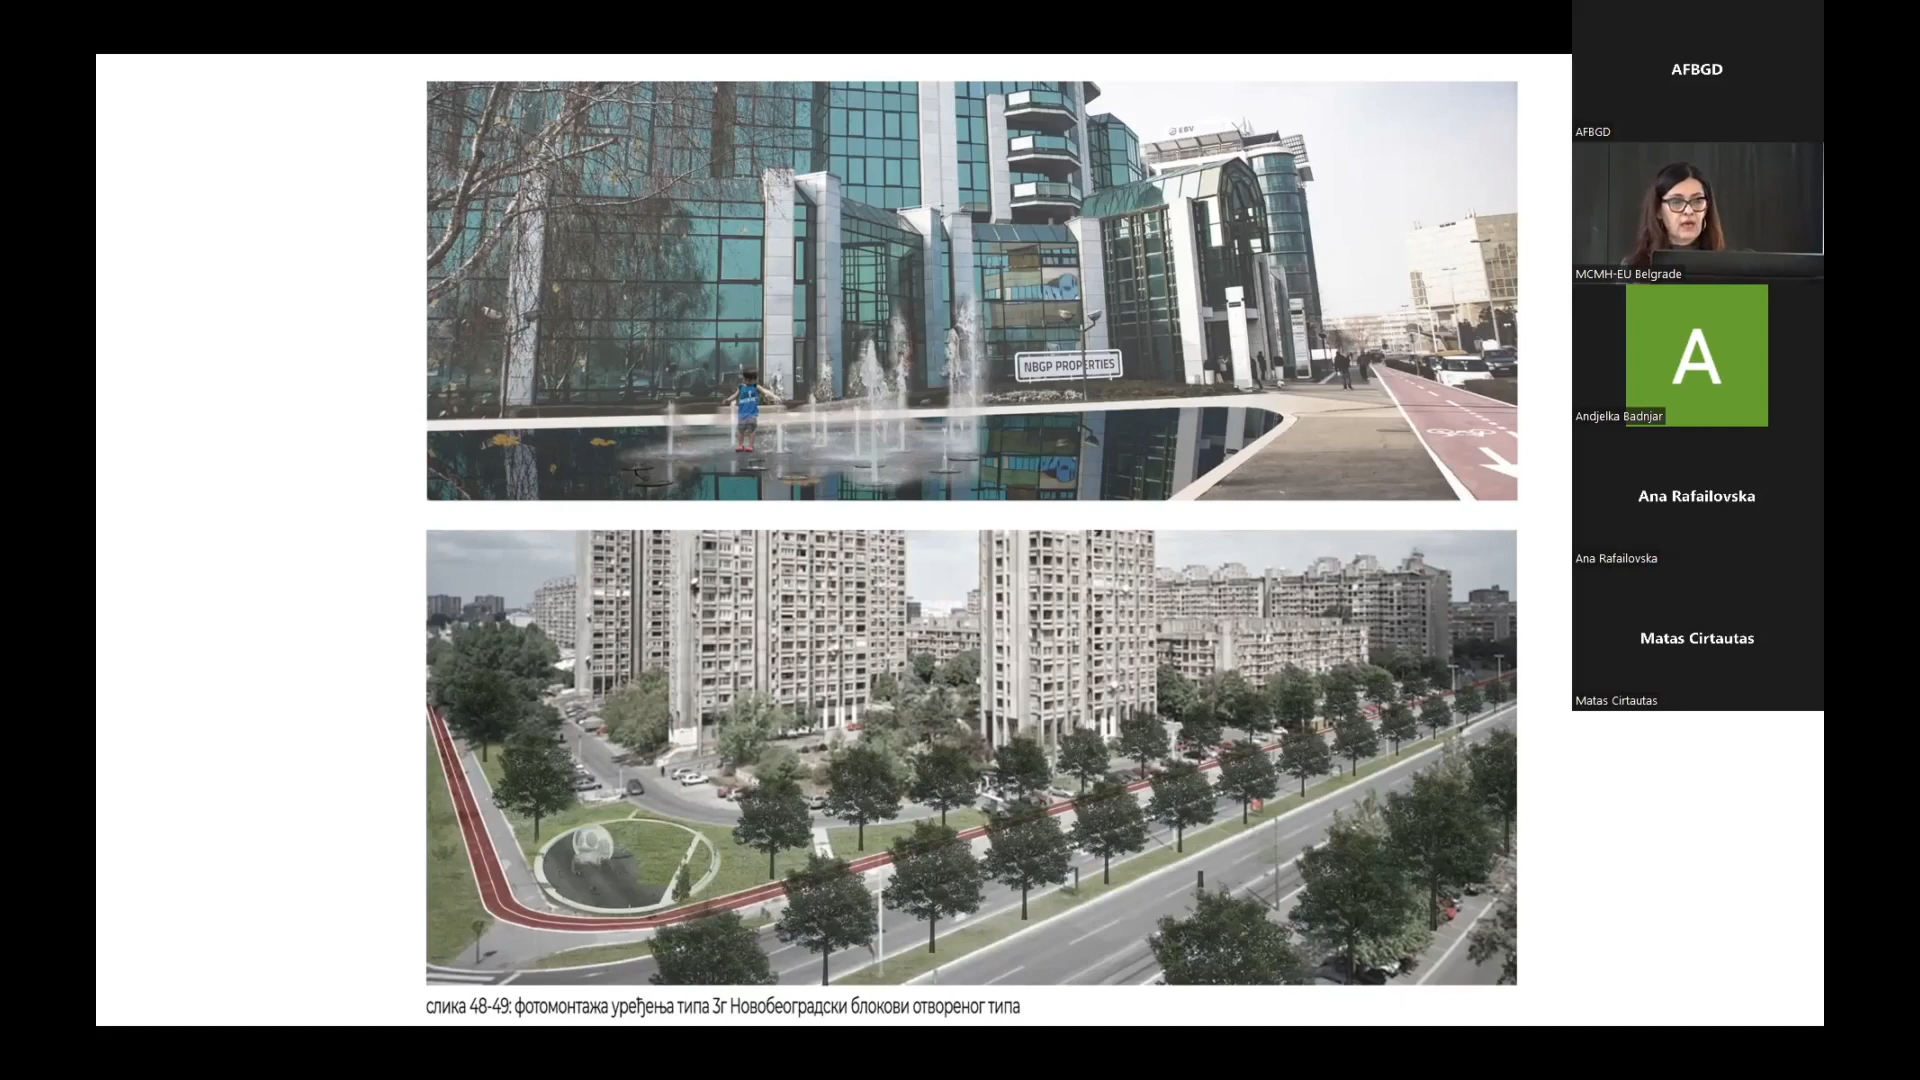 EBV
NBGP PROPERTIES
слика 48-49: фотомонтажа уређења типа 3г Новобеоградски блокови отвореног типа
AFBGD
AFBGD
MCMH-EU Belgrade
A
Andjelka Badnjar
Ana Rafailovska
Ana Rafailovska
Matas Cirtautas
Matas Cirtautas